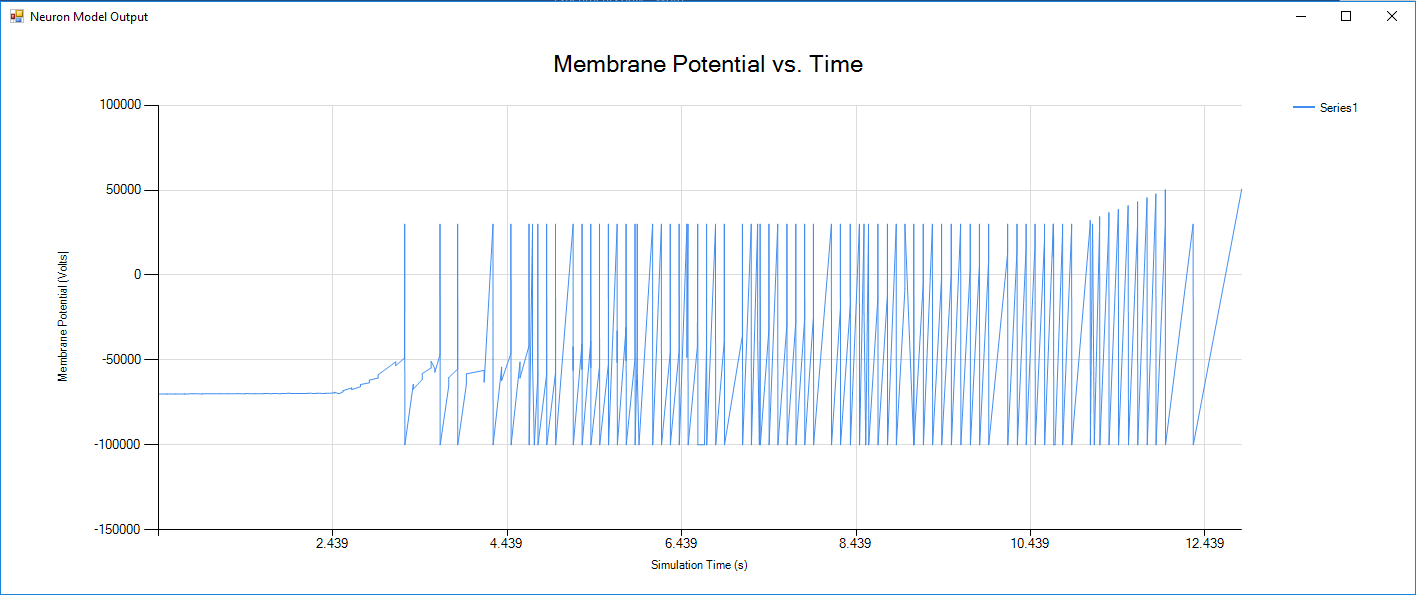 Neuron Model Output
Membrane Potential vs. Time
Series1
100000
50000
0
-50000
-100000
-150000
Membrane Potential (Volts)
2.439
4.439
6.439
8.439
10.439
12.439
Simulation Time (s)